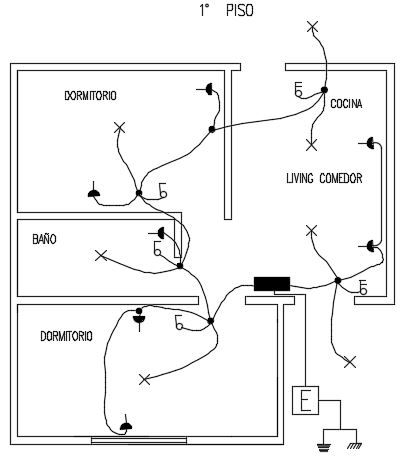 1° PISO
DORMITORIO
COCINA
LIVING COMEDOR
BAÑO
DORMITORIO
E